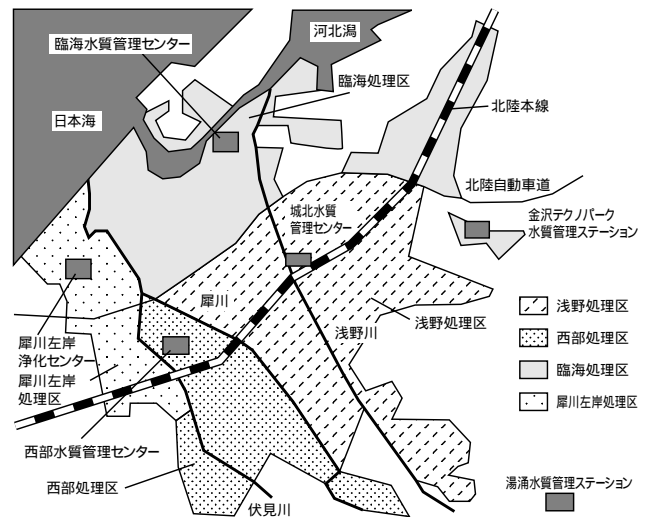 河北潟
臨海水質管理センター
臨海処理区
北陸本線
日本海
北陸自動車道
城北水質
管理センター
金沢テクノパーク
水質管理ステーション
犀川
浅野川
浅野処理区
犀川左岸
浄化センター
犀川左岸
処理区
西部水質管理センター
西部処理区
伏見川
浅野処理区
西部処理区
臨海処理区
犀川左岸処理区
湯涌水質管理ステーション